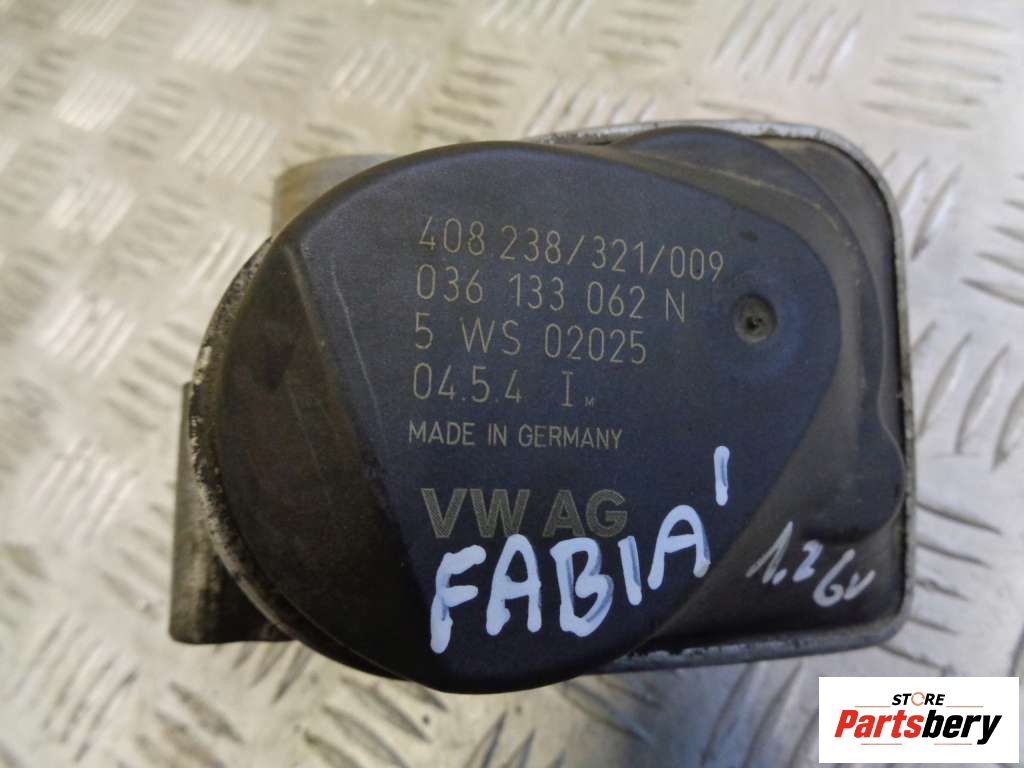 408 238/321/009
036 133 062 N
5 WS 02025
04.5.4 I M
MADE IN GERMANY
VW AG
FABIA I
1.2 6v
STORE
Partsbery